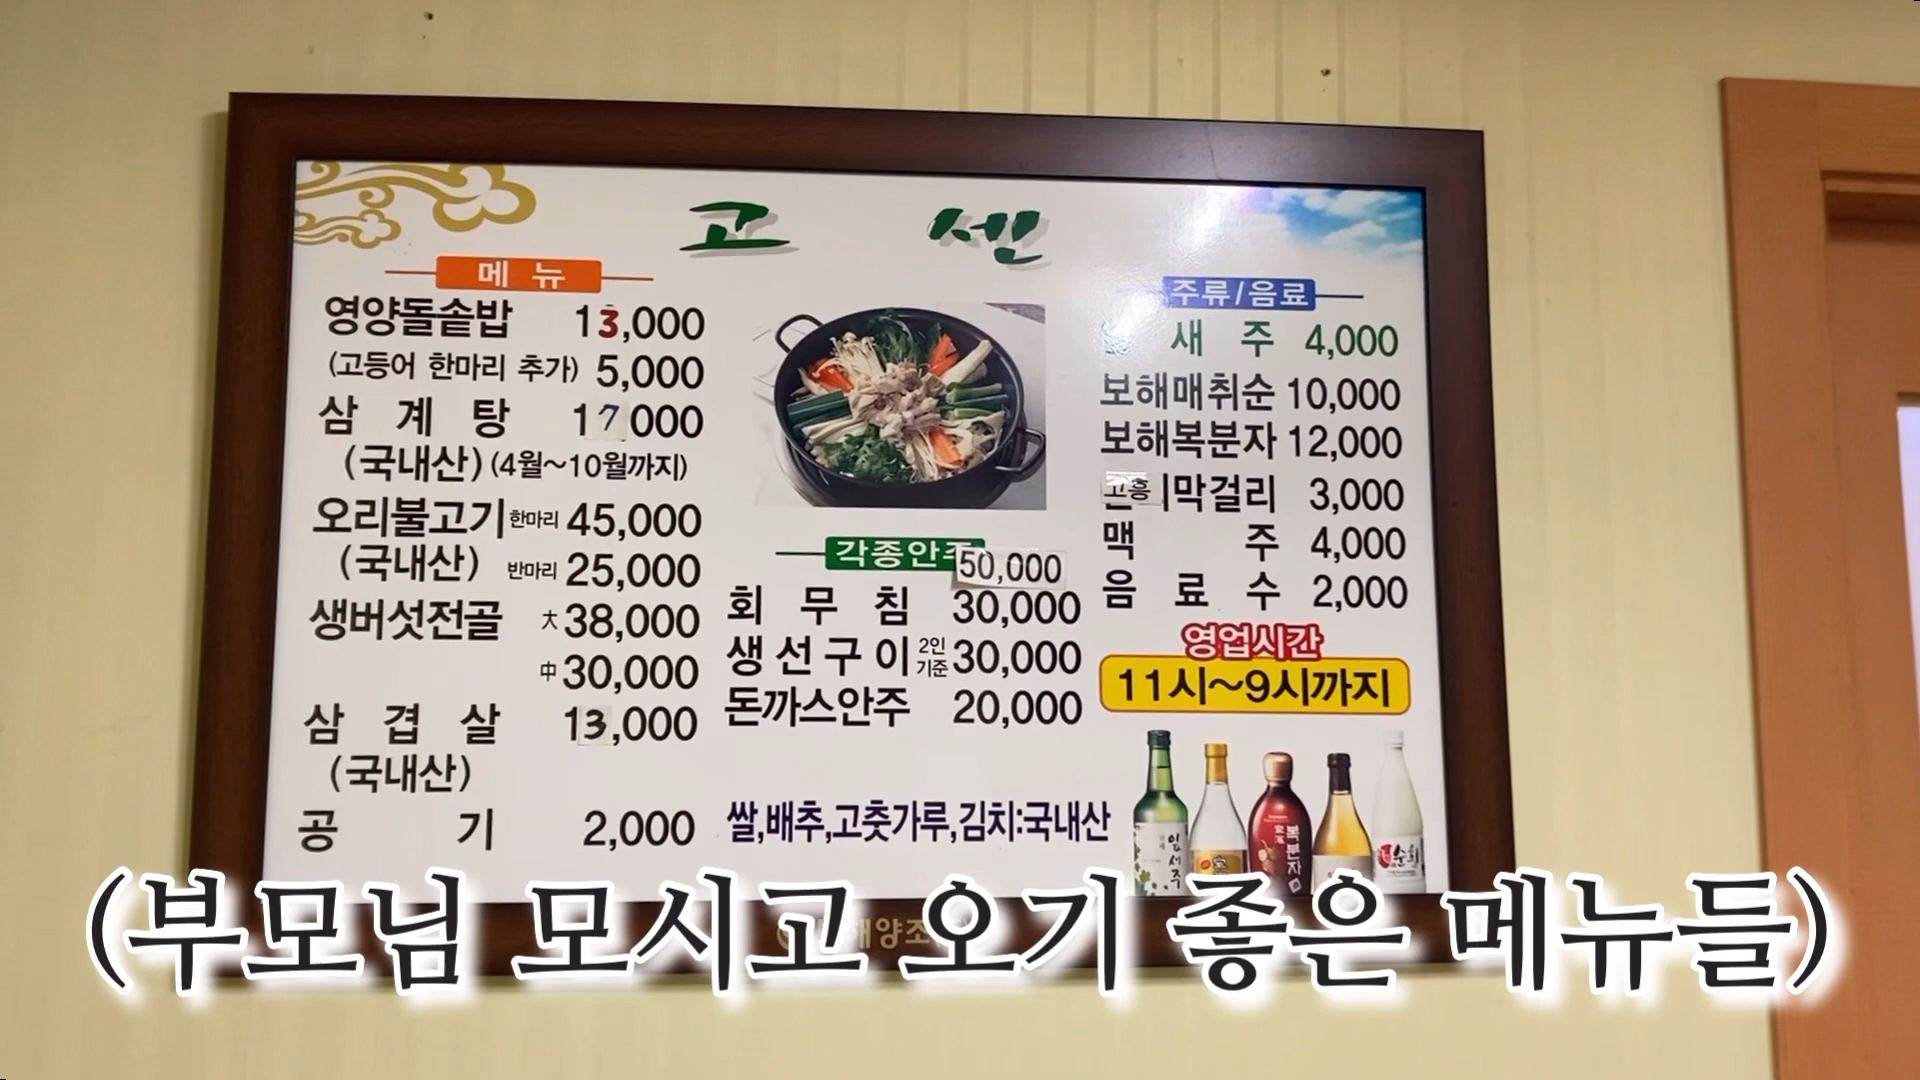 고 센
메 뉴
영양돌솥밥 13,000
(고등어 한마리 추가) 5,000
삼 계 탕 17000
(국내산) (4월~10월까지)
오리불고기 한마리 45,000
(국내산) 반마리 25,000
생버섯전골 大 38,000
中 30,000
삼 겹 살 13,000
(국내산)
공 기 2,000
각종안주
50,000
회 무 침 30,000
생선구이 2인 기준 30,000
돈까스안주 20,000
쌀,배추,고춧가루,김치:국내산
주류/음료
새 주 4,000
보해매취순 10,000
보해복분자 12,000
고흥 막걸리 3,000
맥 주 4,000
음 료 수 2,000
영업시간
11시~9시까지
잎새주
복분자
순희
(부모님 모시고 오기 좋은 메뉴들)